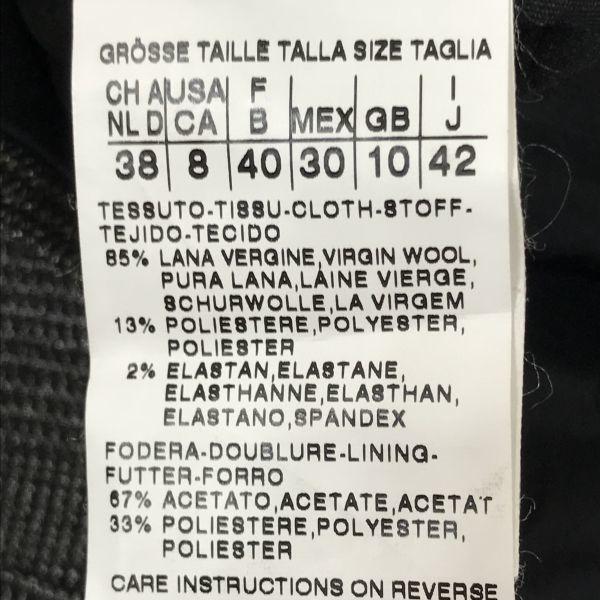 GRÖSSE TAILLE TALLA SIZE TAGLIA
CH A USA F I
NL D CA B MEX GB J
38 8 40 30 10 42
TESSUTO-TISSU-CLOTH-STOFF-
TEJIDO-TECIDO
85% LANA VERGINE,VIRGIN WOOL,
PURA LANA,LAINE VIERGE,
SCHURWOLLE,LA VIRGEM
13% POLIESTERE,POLYESTER,
POLIESTER
2% ELASTAN,ELASTANE,
ELASTHANNE,ELASTHAN,
ELASTANO,SPANDEX
FODERA-DOUBLURE-LINING-
FUTTER-FORRO
67% ACETATO,ACETATE,ACETAT
33% POLIESTERE,POLYESTER,
POLIESTER
CARE INSTRUCTIONS ON REVERSE